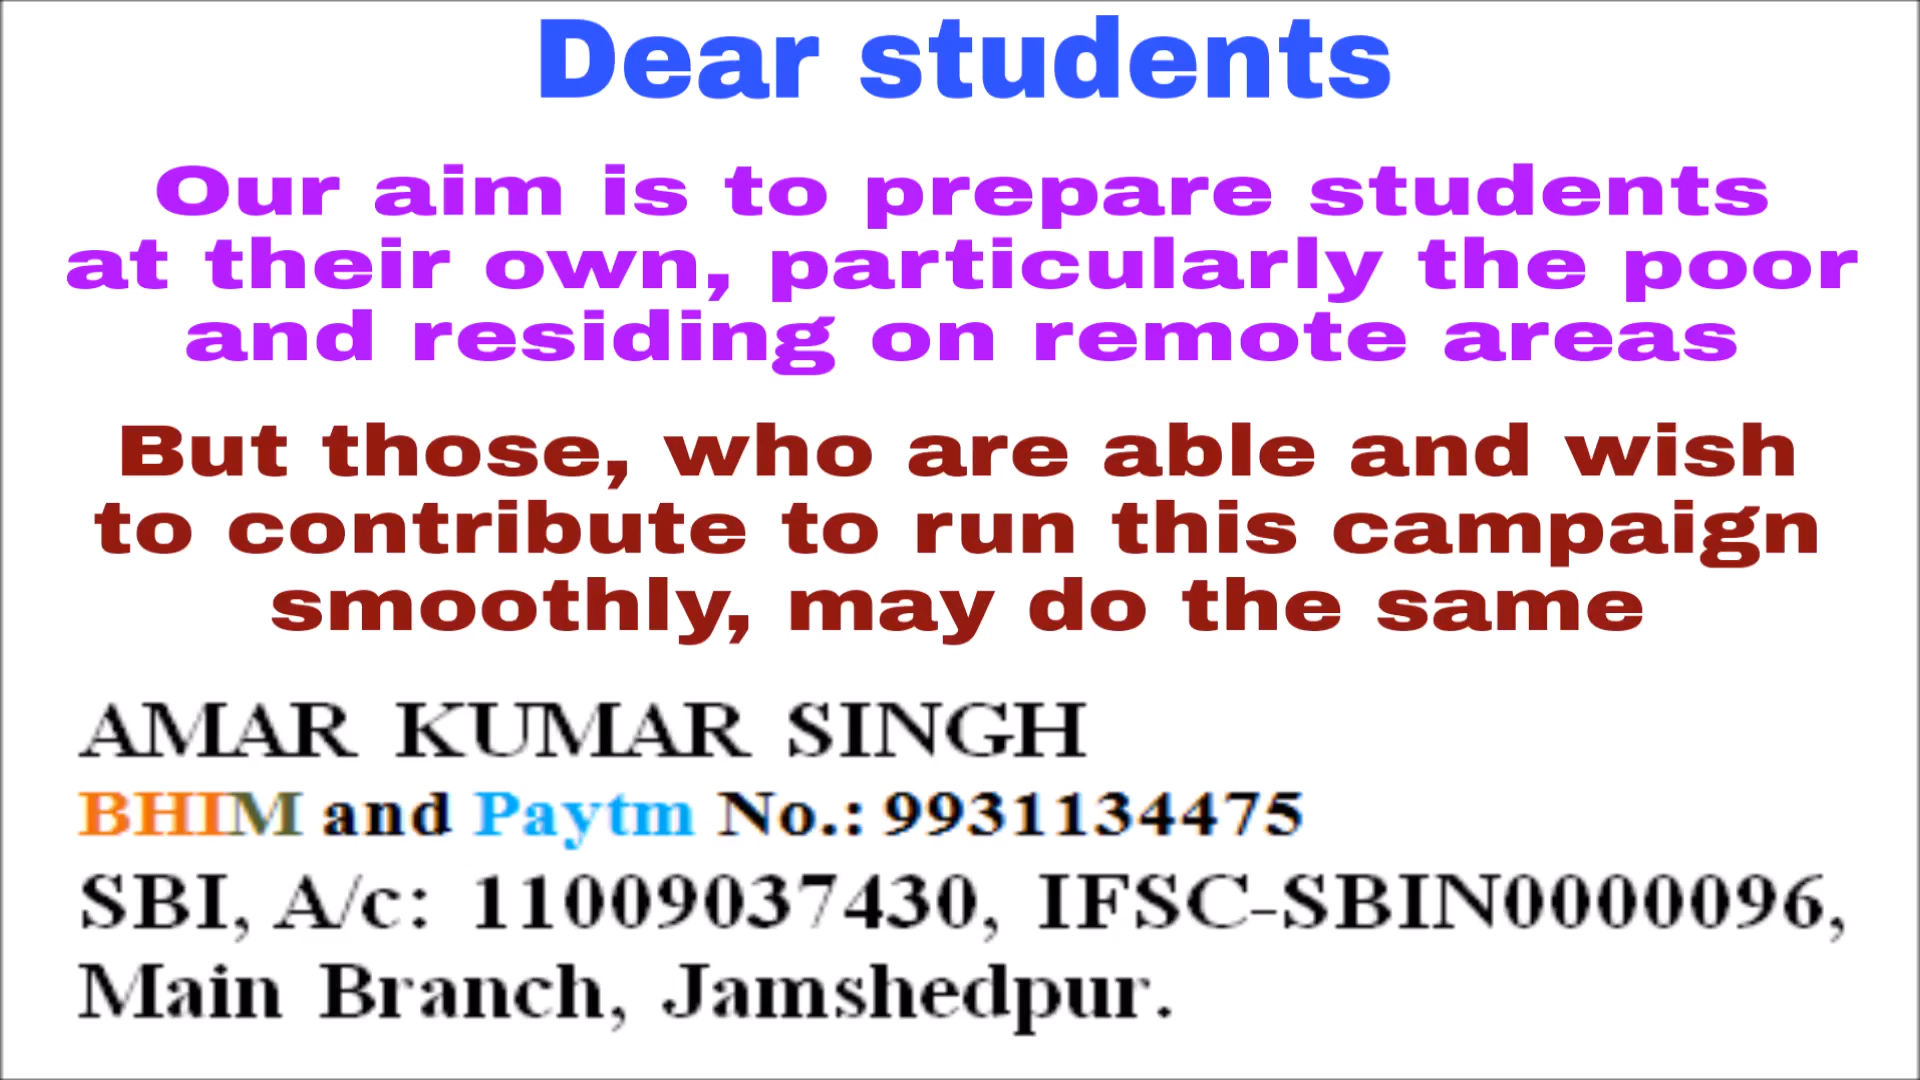 Dear students
Our aim is to prepare students
at their own, particularly the poor
and residing on remote areas
But those, who are able and wish
to contribute to run this campaign
smoothly, may do the same
AMAR KUMAR SINGH
BHIM and Paytm No.: 9931134475
SBI, A/c: 11009037430, IFSC-SBIN0000096,
Main Branch, Jamshedpur.